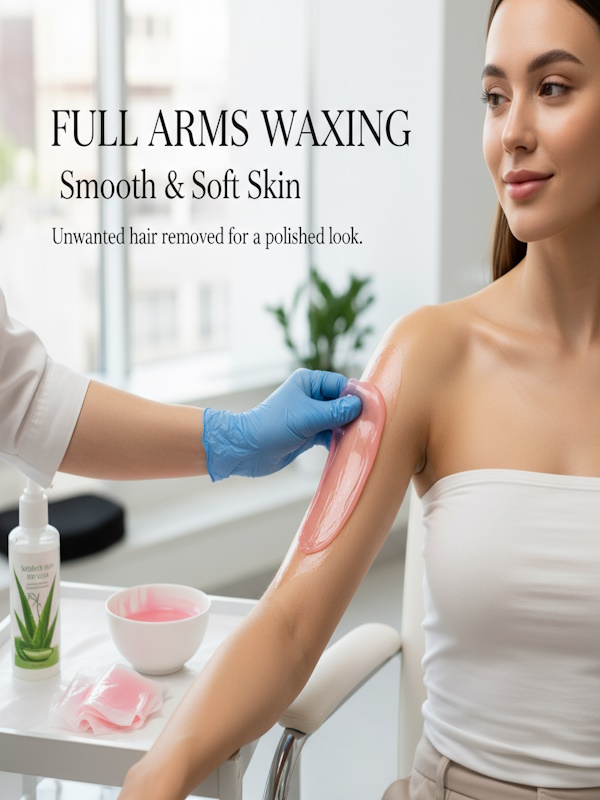 FULL ARMS WAXING
Smooth & Soft Skin
Unwanted hair removed for a polished look.